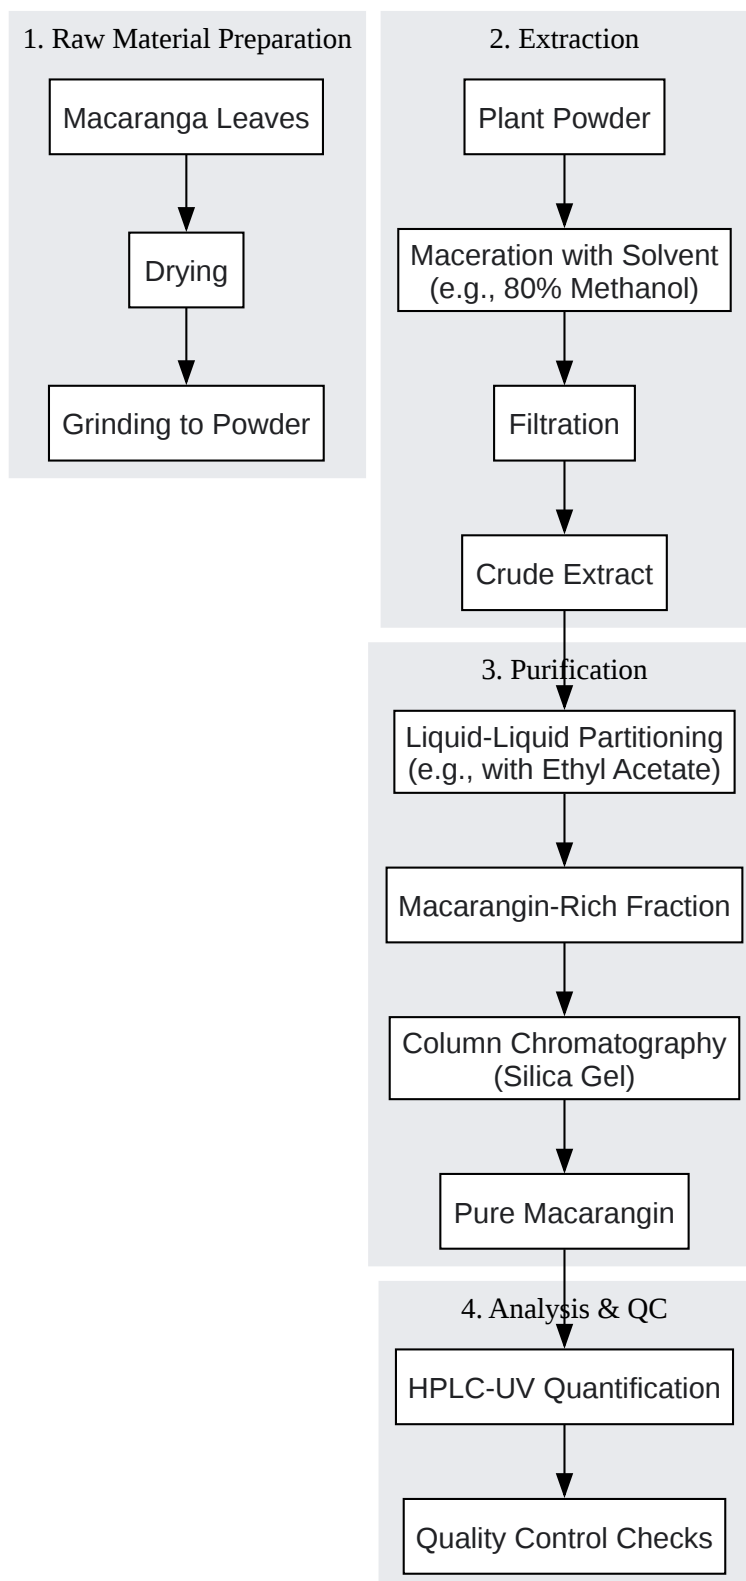 1. Raw Material Preparation
Macaranga Leaves
Drying
Grinding to Powder
2. Extraction
Plant Powder
Maceration with Solvent
(e.g., 80% Methanol)
Filtration
Crude Extract
3. Purification
Liquid-Liquid Partitioning
(e.g., with Ethyl Acetate)
Macarangin-Rich Fraction
Column Chromatography
(Silica Gel)
Pure Macarangin
4. Analysis & QC
HPLC-UV Quantification
Quality Control Checks